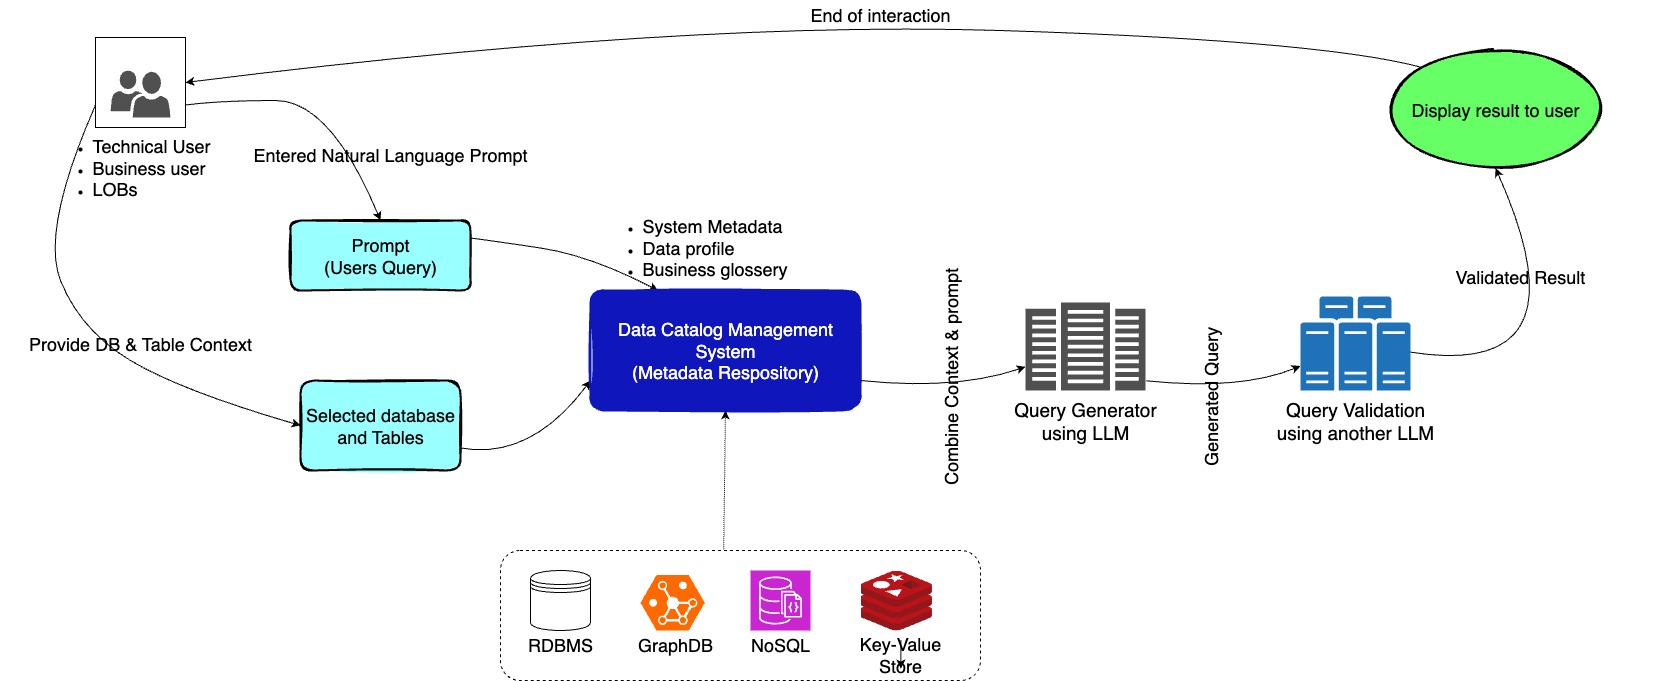 End of interaction
Technical User
Business user
LOBs
Entered Natural Language Prompt
Display result to user
Prompt
(Users Query)
System Metadata
Data profile
Business glossery
Provide DB & Table Context
Selected database
and Tables
Data Catalog Management
System
(Metadata Respository)
Combine Context & prompt
Query Generator
using LLM
Generated Query
Query Validation
using another LLM
Validated Result
RDBMS
GraphDB
NoSQL
Key-Value
Store